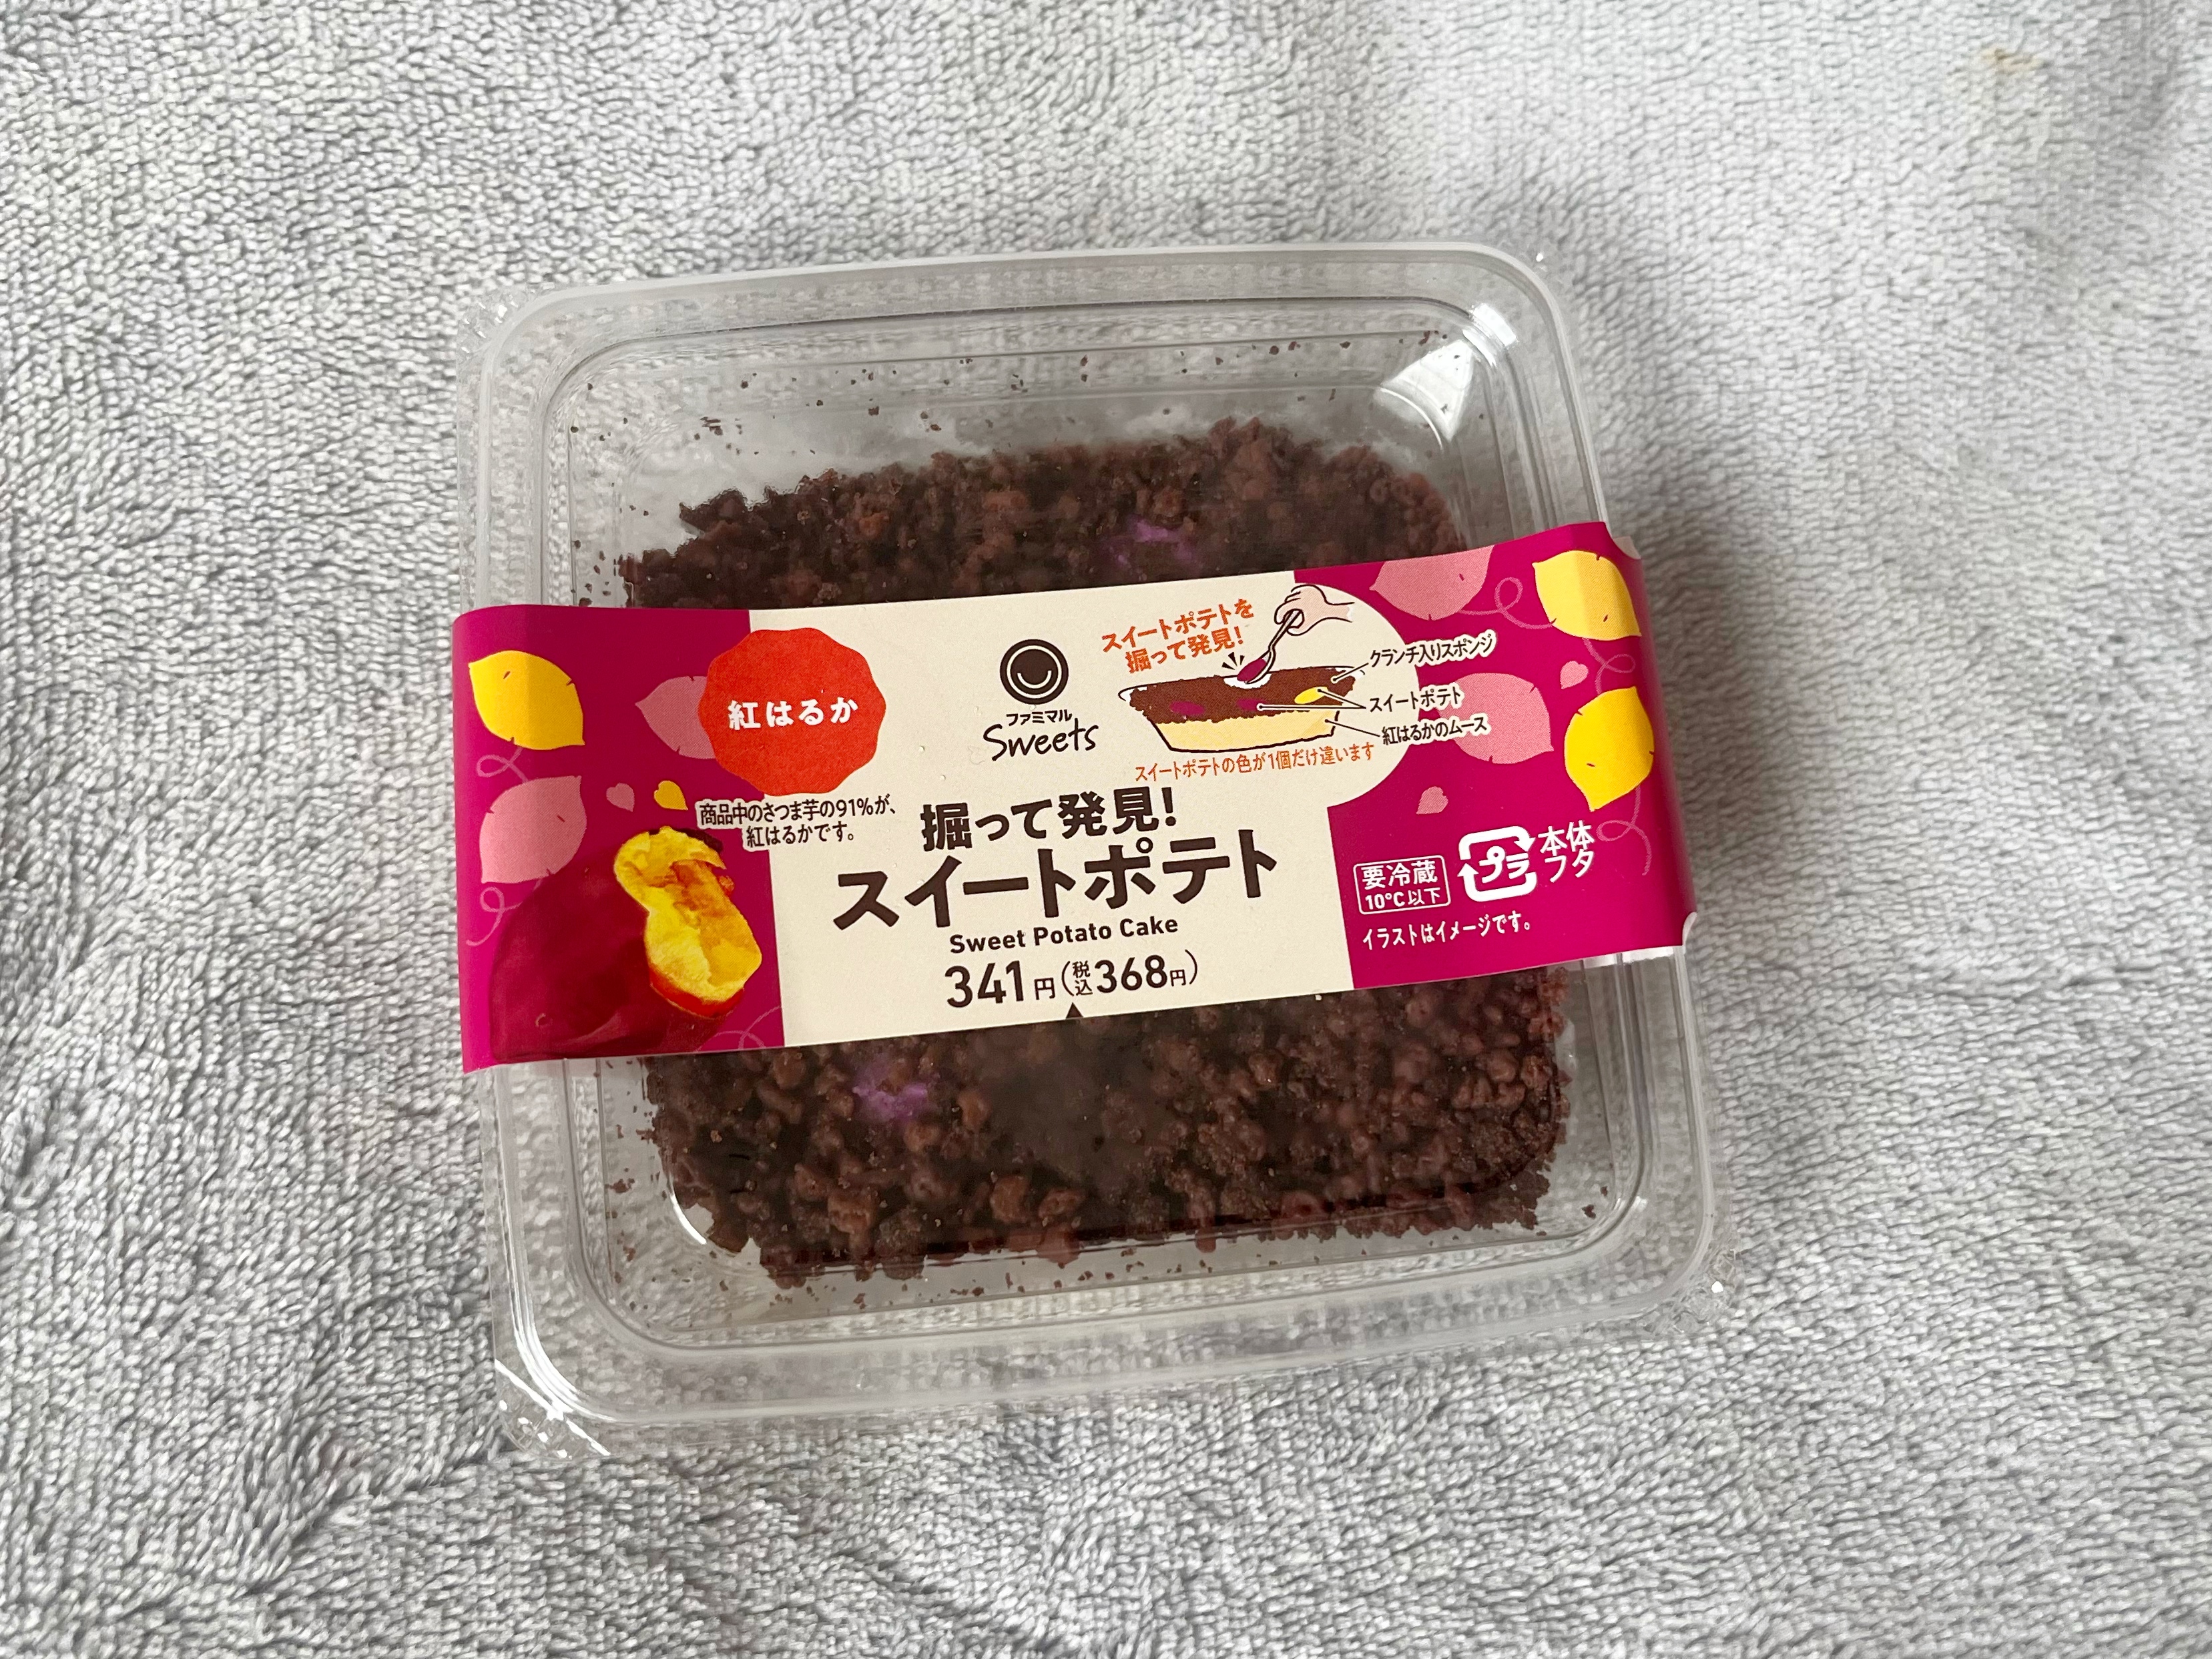 紅はるか
商品中のさつま芋の91%が、
紅はるかです。
ファミマル
Sweets
スイートポテトを
掘って発見!
クランチ入りスポンジ
スイートポテト
紅はるかのムース
スイートポテトの色が1個だけ違います
掘って発見!
スイートポテト
Sweet Potato Cake
341円(税込368円)
要冷蔵
10°C以下
プラ
本体
フタ
イラストはイメージです。